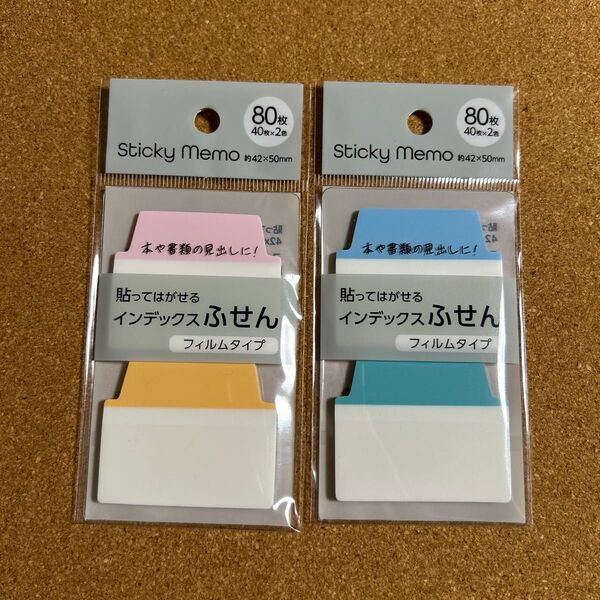 80枚
40枚×2色
Sticky Memo 約42×50mm
本や書類の見出しに!
貼ってはがせる
インデックスふせん
フィルムタイプ
80枚
40枚×2色
Sticky Memo 約42×50mm
本や書類の見出しに!
貼ってはがせる
インデックスふせん
フィルムタイプ